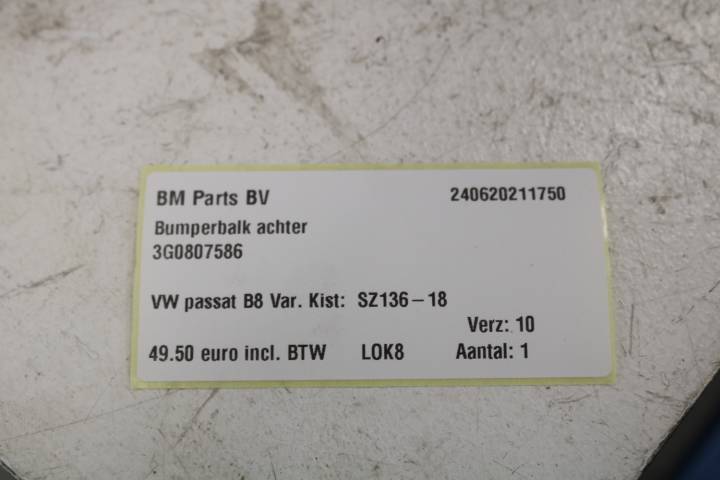 BM Parts BV 240620211750
Bumperbalk achter
3G0807586
VW passat B8 Var. Kist: SZ136-18
Verz: 10
49.50 euro incl. BTW LOK8 Aantal: 1